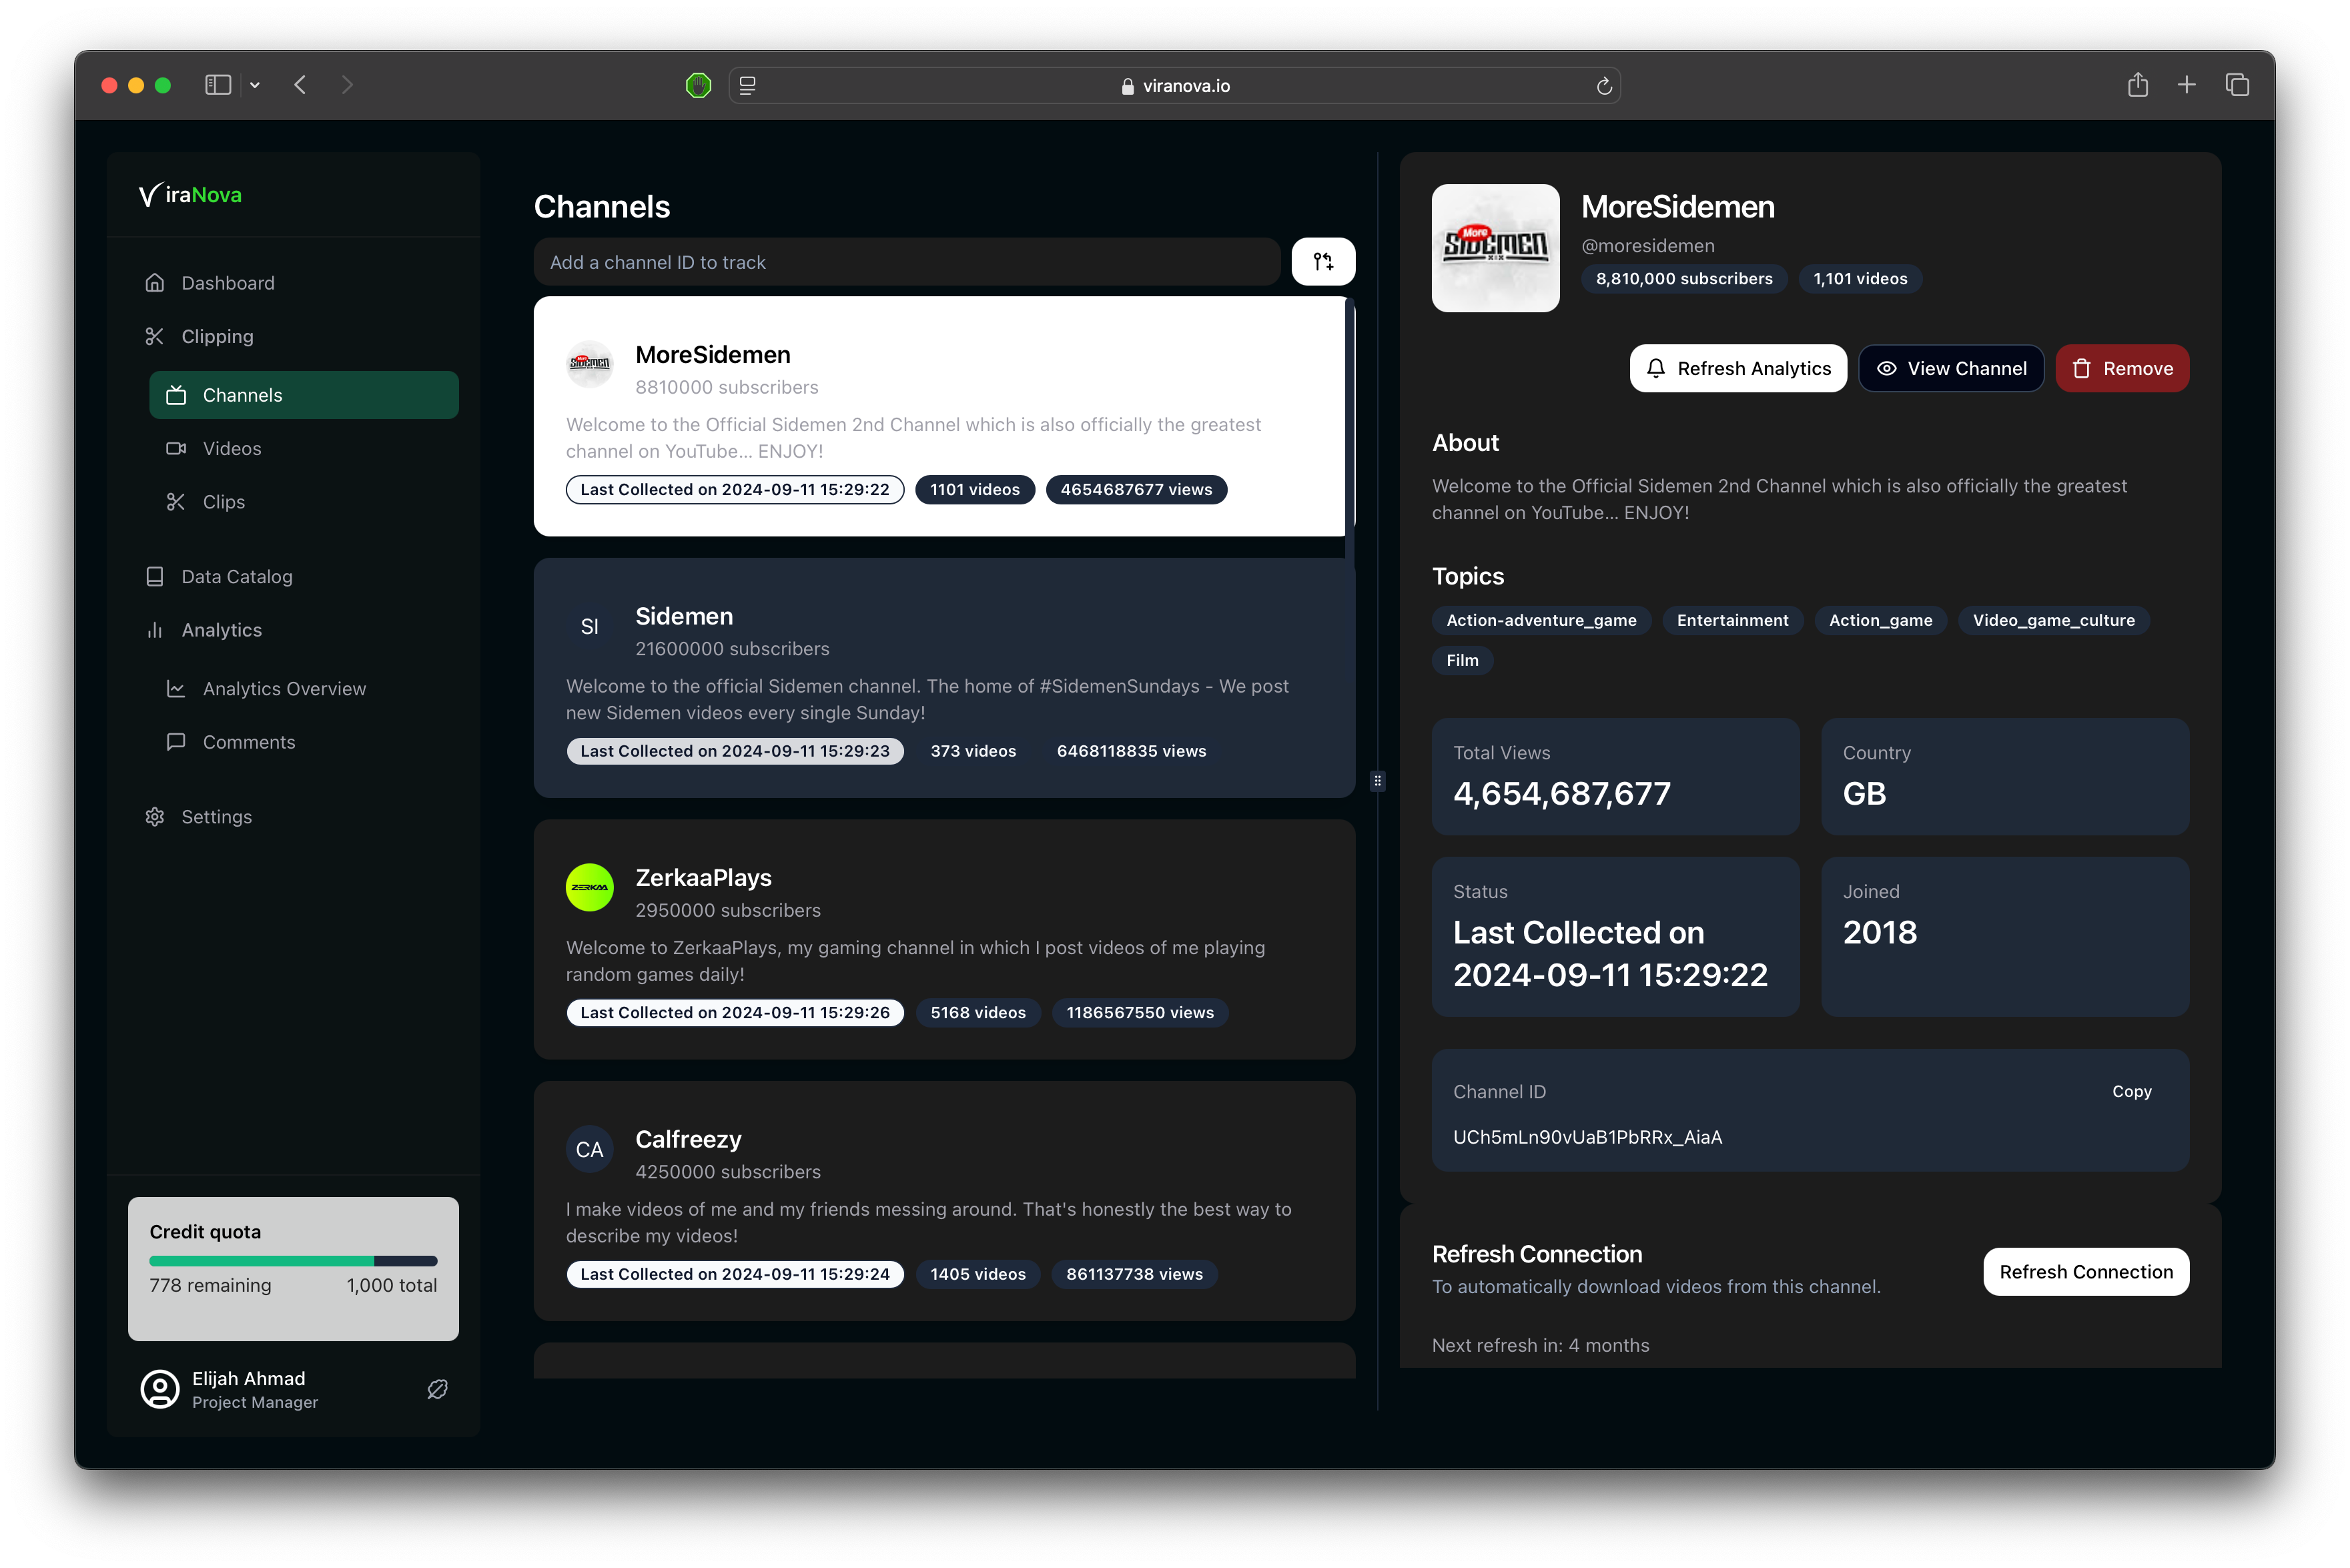 viranova.io
ViraNova
Dashboard
Clipping
Channels
Videos
Clips
Data Catalog
Analytics
Analytics Overview
Comments
Settings
Credit quota
778 remaining 1,000 total
Elijah Ahmad
Project Manager
Channels
Add a channel ID to track
More
SIDEMEN
XIX
MoreSidemen
8810000 subscribers
Welcome to the Official Sidemen 2nd Channel which is also officially the greatest
channel on YouTube... ENJOY!
Last Collected on 2024-09-11 15:29:22 1101 videos 4654687677 views
SI
Sidemen
21600000 subscribers
Welcome to the official Sidemen channel. The home of #SidemenSundays - We post
new Sidemen videos every single Sunday!
Last Collected on 2024-09-11 15:29:23 373 videos 6468118835 views
ZERKAA
ZerkaaPlays
2950000 subscribers
Welcome to ZerkaaPlays, my gaming channel in which I post videos of me playing
random games daily!
Last Collected on 2024-09-11 15:29:26 5168 videos 1186567550 views
CA
Calfreezy
4250000 subscribers
I make videos of me and my friends messing around. That's honestly the best way to
describe my videos!
Last Collected on 2024-09-11 15:29:24 1405 videos 861137738 views
More
SIDEMEN
XIX
MoreSidemen
@moresidemen
8,810,000 subscribers 1,101 videos
Refresh Analytics View Channel Remove
About
Welcome to the Official Sidemen 2nd Channel which is also officially the greatest
channel on YouTube... ENJOY!
Topics
Action-adventure_game Entertainment Action_game Video_game_culture
Film
Total Views
4,654,687,677
Country
GB
Status
Last Collected on
2024-09-11 15:29:22
Joined
2018
Channel ID Copy
UCh5mLn90vUaB1PbRRx_AiaA
Refresh Connection
To automatically download videos from this channel.
Refresh Connection
Next refresh in: 4 months